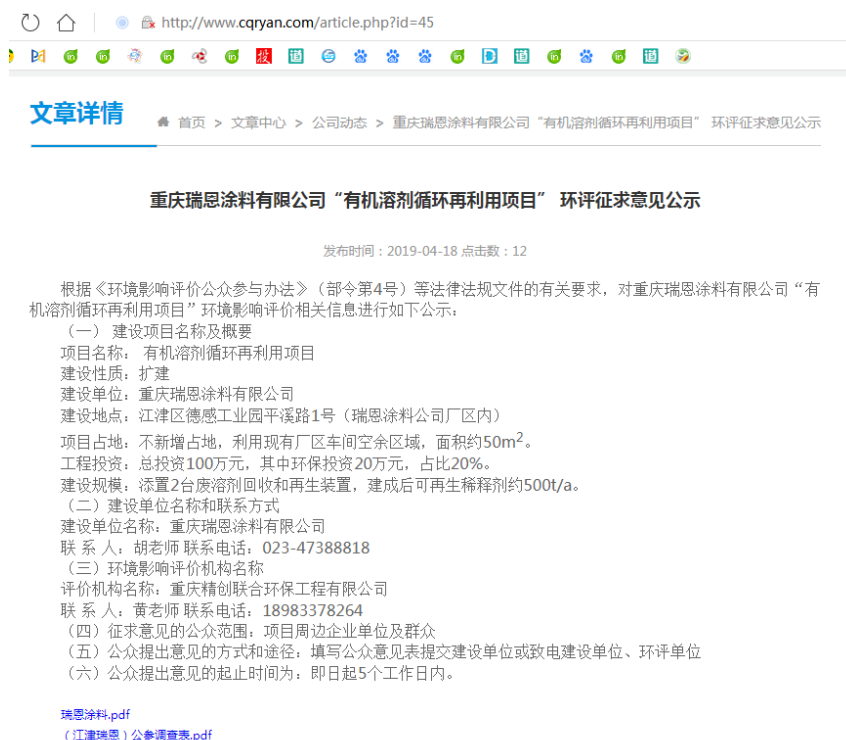 http://www.cqryan.com/article.php?id=45
文章详情
首页 > 文章中心 > 公司动态 > 重庆瑞恩涂料有限公司“有机溶剂循环再利用项目” 环评征求意见公示
重庆瑞恩涂料有限公司“有机溶剂循环再利用项目” 环评征求意见公示
发布时间：2019-04-18 点击数：12
根据《环境影响评价公众参与办法》（部令第4号）等法律法规文件的有关要求，对重庆瑞恩涂料有限公司“有
机溶剂循环再利用项目”环境影响评价相关信息进行如下公示：
（一） 建设项目名称及概要
项目名称： 有机溶剂循环再利用项目
建设性质：扩建
建设单位：重庆瑞恩涂料有限公司
建设地点：江津区德感工业园平溪路1号（瑞恩涂料公司厂区内）
项目占地：不新增占地，利用现有厂区车间空余区域，面积约50m²。
工程投资：总投资100万元，其中环保投资20万元，占比20%。
建设规模：添置2台废溶剂回收和再生装置，建成后可再生稀释剂约500t/a。
（二）建设单位名称和联系方式
建设单位名称：重庆瑞恩涂料有限公司
联 系 人：胡老师 联系电话：023-47388818
（三）环境影响评价机构名称
评价机构名称：重庆精创联合环保工程有限公司
联 系 人：黄老师 联系电话：18983378264
（四）征求意见的公众范围：项目周边企业单位及群众
（五）公众提出意见的方式和途径：填写公众意见表提交建设单位或致电建设单位、环评单位
（六）公众提出意见的起止时间为：即日起5个工作日内。
瑞恩涂料.pdf
（江津瑞恩）公参调查表.pdf